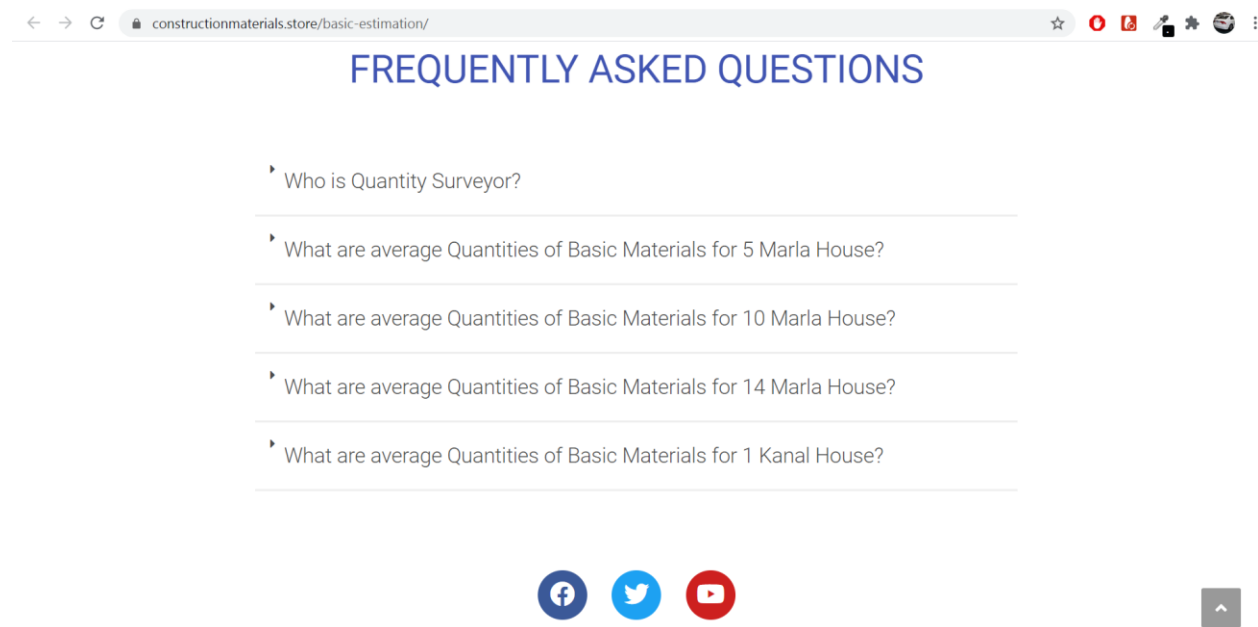 constructionmaterials.store/basic-estimation/
FREQUENTLY ASKED QUESTIONS
Who is Quantity Surveyor?
What are average Quantities of Basic Materials for 5 Marla House?
What are average Quantities of Basic Materials for 10 Marla House?
What are average Quantities of Basic Materials for 14 Marla House?
What are average Quantities of Basic Materials for 1 Kanal House?